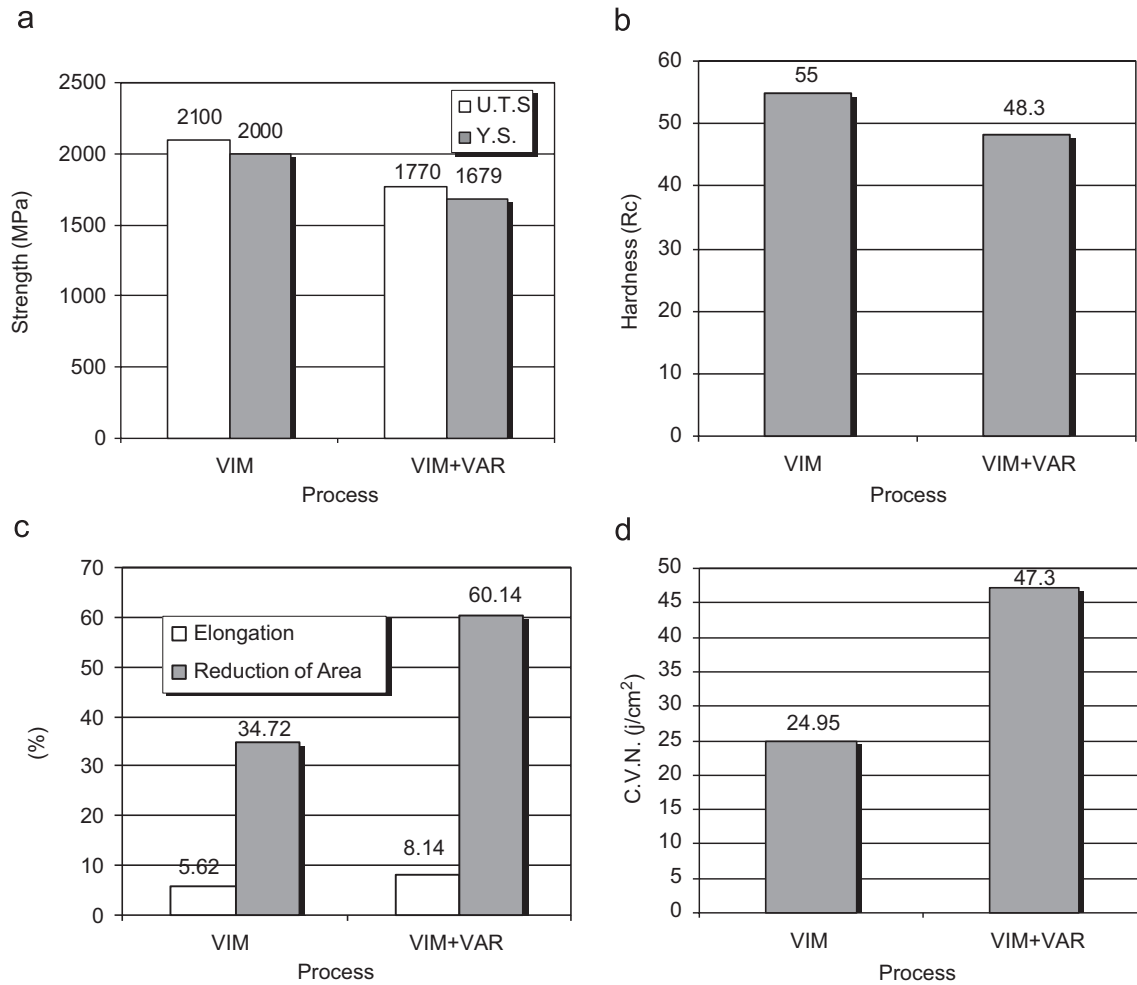 a
2500
2000
1500
1000
500
0
Strength (MPa)
U.T.S
Y.S.
2100
2000
1770
1679
VIM
VIM+VAR
Process
b
60
50
40
30
20
10
0
Hardness (Rc)
55
48.3
VIM
VIM+VAR
Process
c
70
60
50
40
30
20
10
0
(%)
Elongation
Reduction of Area
5.62
34.72
8.14
60.14
VIM
VIM+VAR
Process
d
50
45
40
35
30
25
20
15
10
5
0
C.V.N. (j/cm²)
24.95
47.3
VIM
VIM+VAR
Process